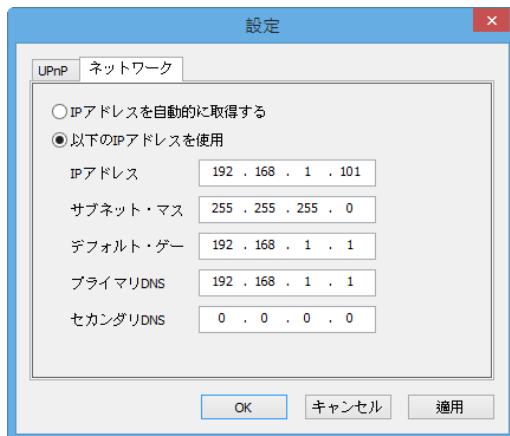 設定
×
UPnP ネットワーク
IPアドレスを自動的に取得する
以下のIPアドレスを使用
IPアドレス 192 . 168 . 1 . 101
サブネット・マス 255 . 255 . 255 . 0
デフォルト・ゲー 192 . 168 . 1 . 1
プライマリDNS 192 . 168 . 1 . 1
セカンダリDNS 0 . 0 . 0 . 0
OK キャンセル 適用